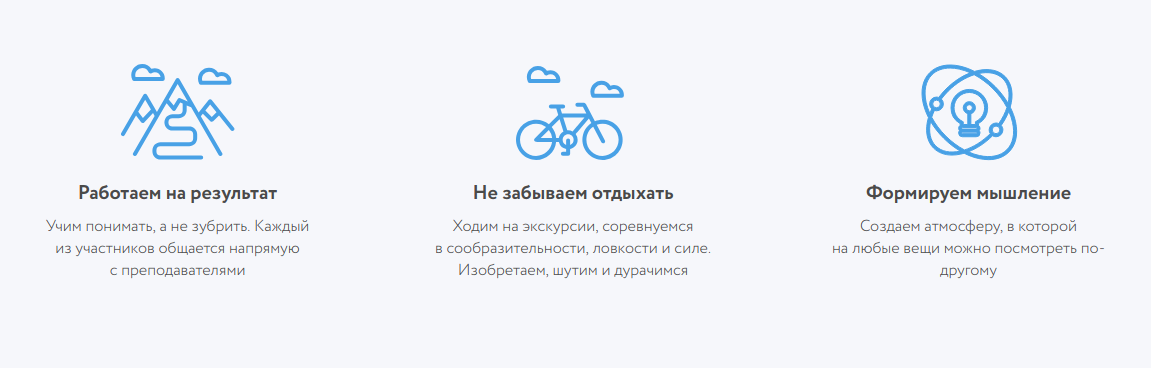 Работаем на результат
Учим понимать, а не зубрить. Каждый
из участников общается напрямую
с преподавателями
Не забываем отдыхать
Ходим на экскурсии, соревнуемся
в сообразительности, ловкости и силе.
Изобретаем, шутим и дурачимся
Формируем мышление
Создаем атмосферу, в которой
на любые вещи можно посмотреть по-
другому